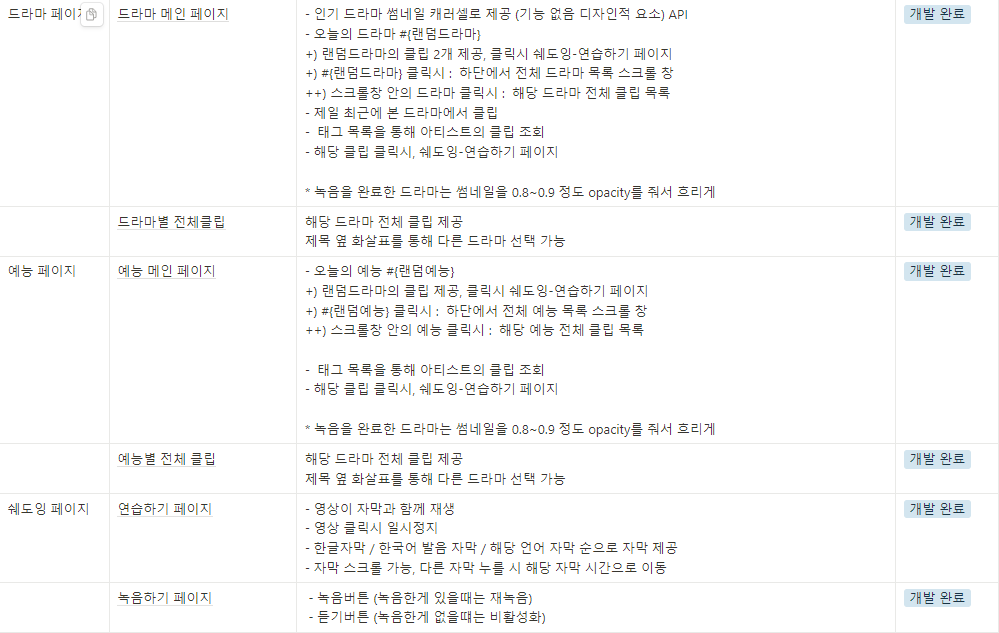 드라마 페이지
드라마 메인 페이지
- 인기 드라마 썸네일 캐러셀로 제공 (기능 없음 디자인적 요소) API
- 오늘의 드라마 #{랜덤드라마}
+) 랜덤드라마의 클립 2개 제공, 클릭시 쉐도잉-연습하기 페이지
+) #{랜덤드라마} 클릭시 : 하단에서 전체 드라마 목록 스크롤 창
++) 스크롤창 안의 드라마 클릭시 : 해당 드라마 전체 클립 목록
- 제일 최근에 본 드라마에서 클립
- 태그 목록을 통해 아티스트의 클립 조회
- 해당 클립 클릭시, 쉐도잉-연습하기 페이지
* 녹음을 완료한 드라마는 썸네일을 0.8~0.9 정도 opacity를 줘서 흐리게
개발 완료
드라마별 전체클립
해당 드라마 전체 클립 제공
제목 옆 화살표를 통해 다른 드라마 선택 가능
개발 완료
예능 페이지
예능 메인 페이지
- 오늘의 예능 #{랜덤예능}
+) 랜덤드라마의 클립 제공, 클릭시 쉐도잉-연습하기 페이지
+) #{랜덤예능} 클릭시 : 하단에서 전체 예능 목록 스크롤 창
++) 스크롤창 안의 예능 클릭시 : 해당 예능 전체 클립 목록
- 태그 목록을 통해 아티스트의 클립 조회
- 해당 클립 클릭시, 쉐도잉-연습하기 페이지
* 녹음을 완료한 드라마는 썸네일을 0.8~0.9 정도 opacity를 줘서 흐리게
개발 완료
예능별 전체 클립
해당 드라마 전체 클립 제공
제목 옆 화살표를 통해 다른 드라마 선택 가능
개발 완료
쉐도잉 페이지
연습하기 페이지
- 영상이 자막과 함께 재생
- 영상 클릭시 일시정지
- 한글자막 / 한국어 발음 자막 / 해당 언어 자막 순으로 자막 제공
- 자막 스크롤 가능, 다른 자막 누를 시 해당 자막 시간으로 이동
개발 완료
녹음하기 페이지
- 녹음버튼 (녹음한게 있을때는 재녹음)
- 듣기버튼 (녹음한게 없을때는 비활성화)
개발 완료